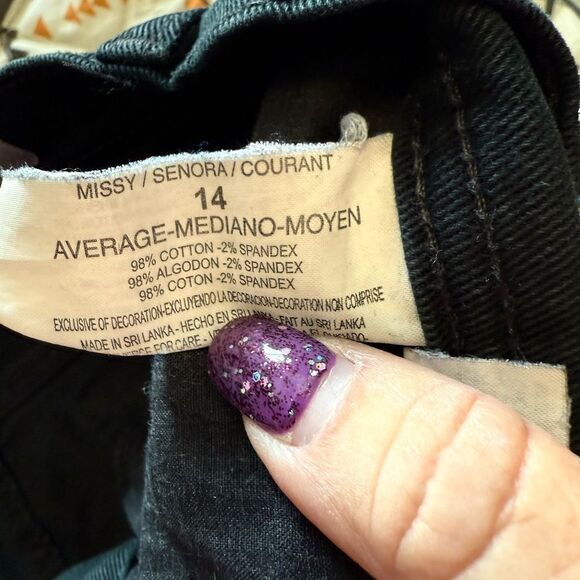 MISSY / SENORA / COURANT
14
AVERAGE-MEDIANO-MOYEN
98% COTTON -2% SPANDEX
98% ALGODON -2% SPANDEX
98% COTON -2% SPANDEX
EXCLUSIVE OF DECORATION-EXCLUYENDO LA DECORACION-DECORATION NON COMPRISE
MADE IN SRI LANKA - HECHO EN SRI LANKA - FAIT AU SRI LANKA
FOR CARE